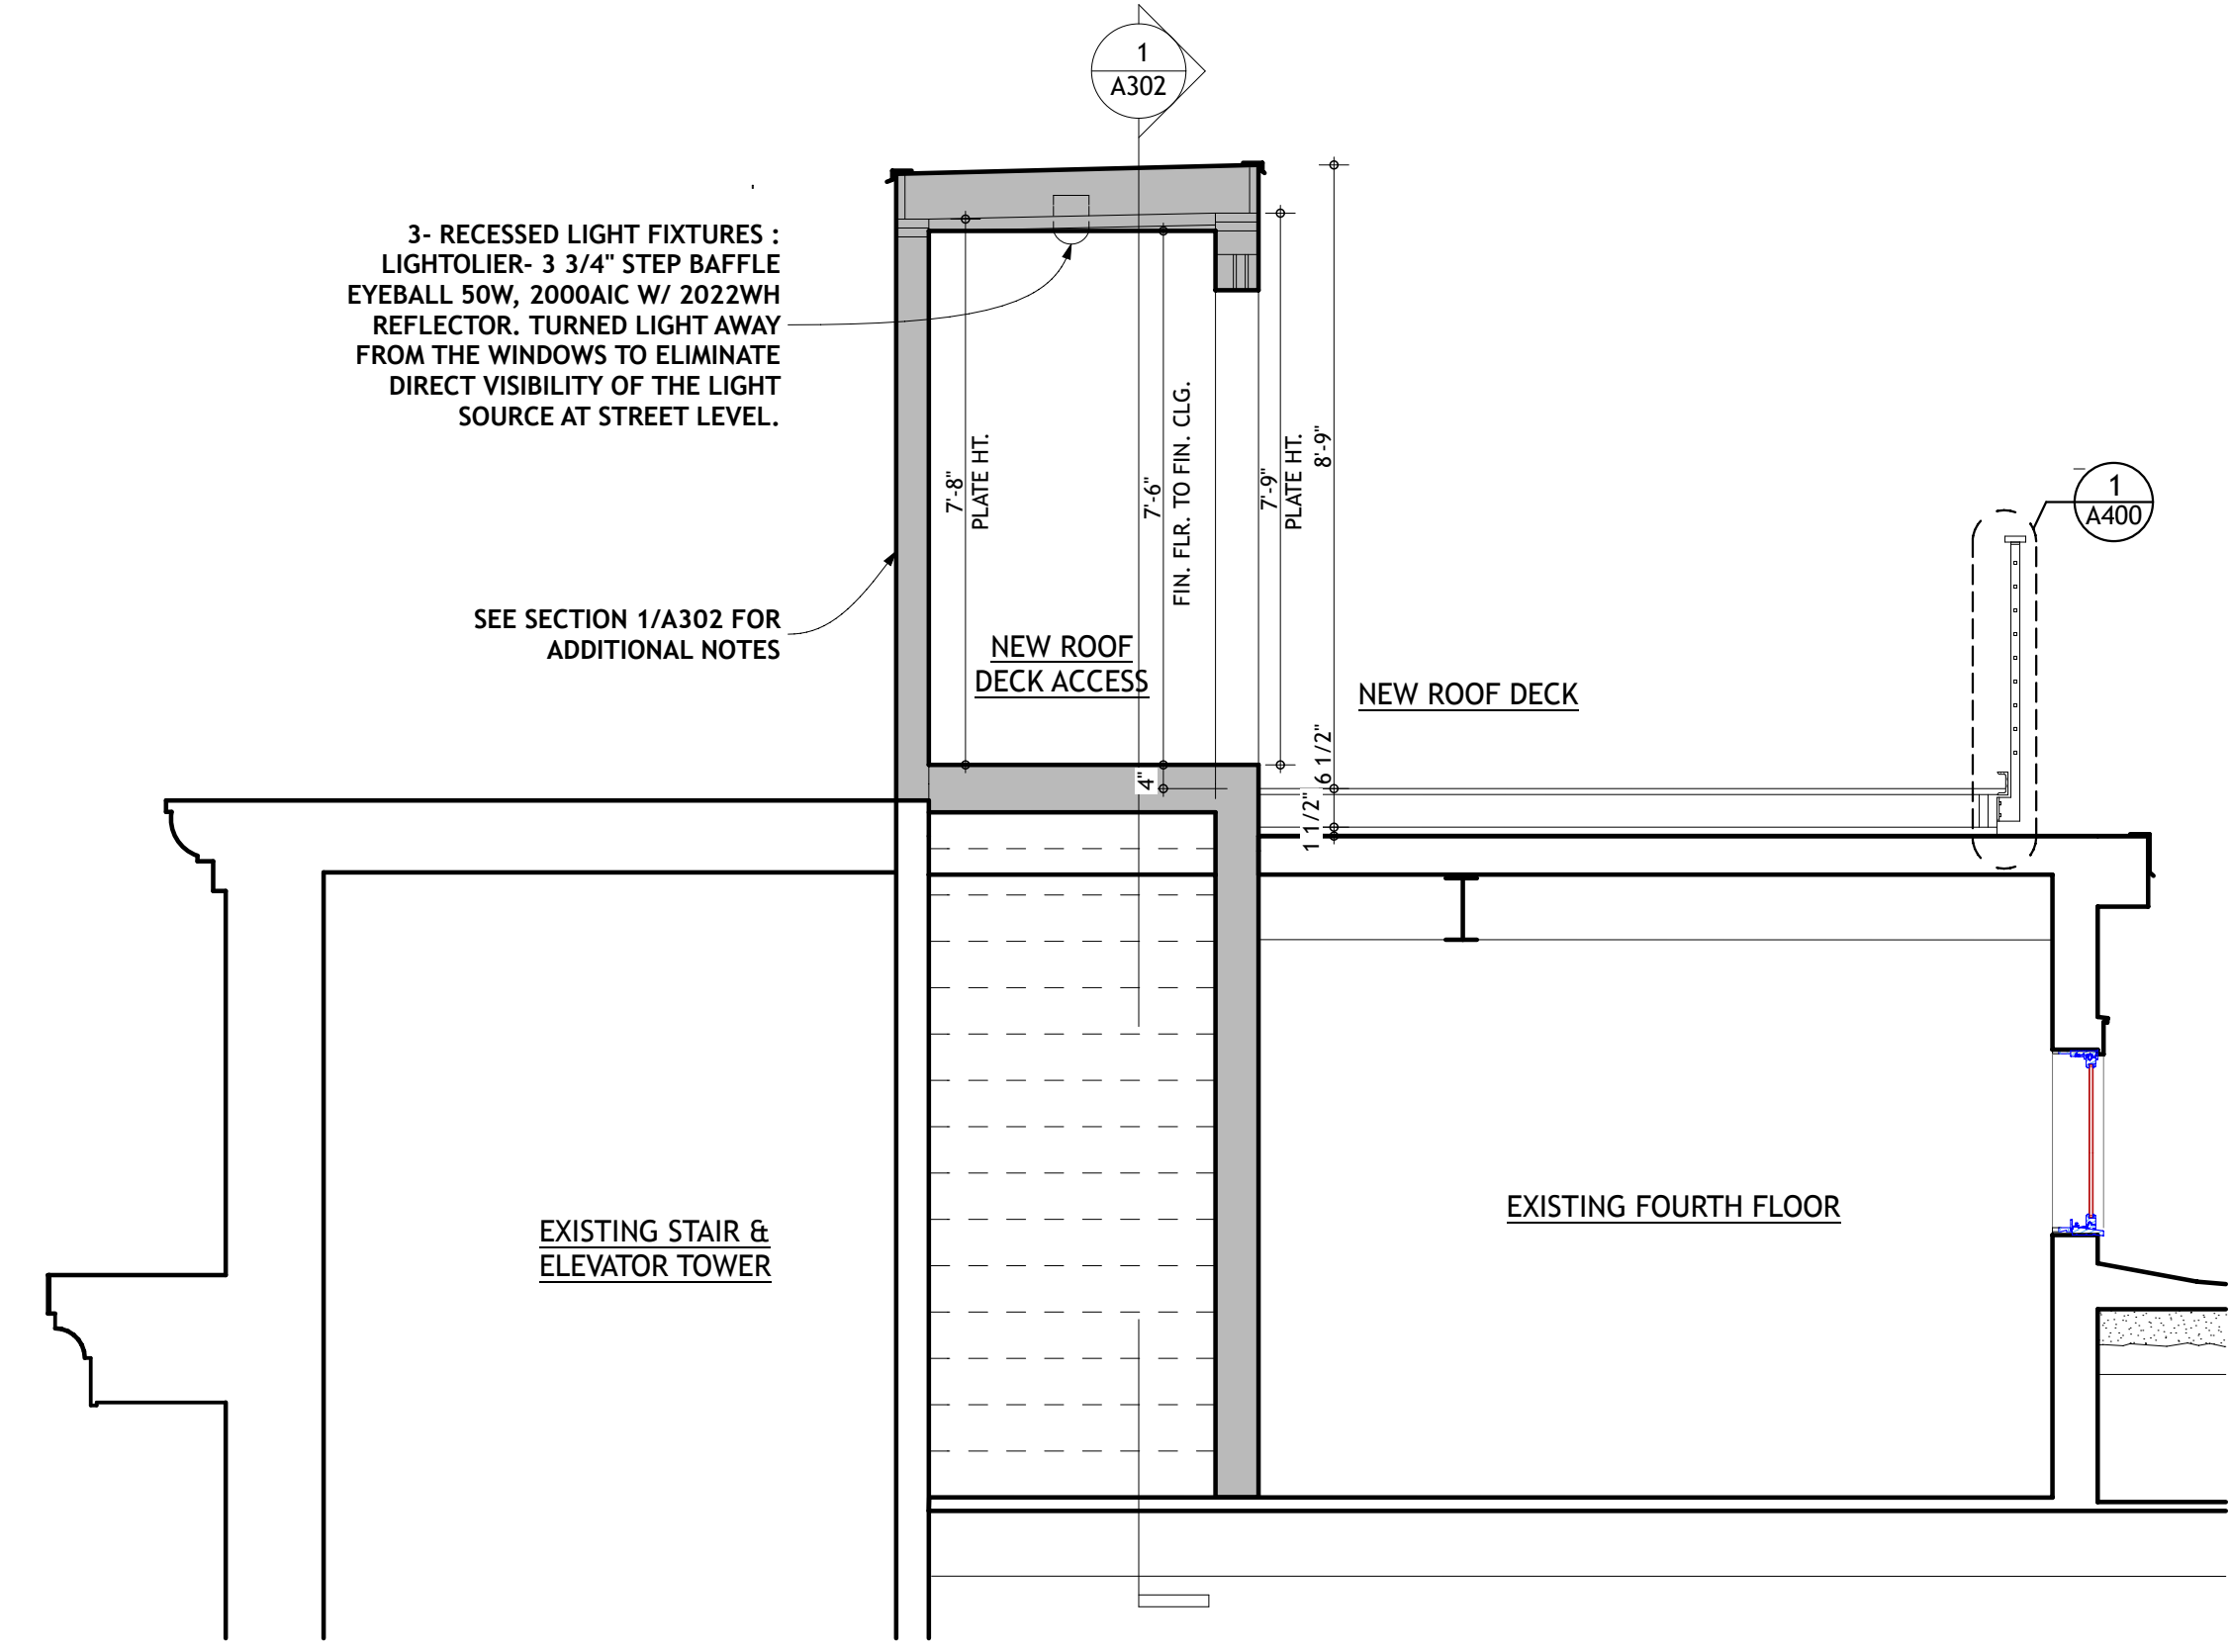 1
A302
3- RECESSED LIGHT FIXTURES :
LIGHTOLIER- 3 3/4" STEP BAFFLE
EYEBALL 50W, 2000AIC W/ 2022WH
REFLECTOR. TURNED LIGHT AWAY
FROM THE WINDOWS TO ELIMINATE
DIRECT VISIBILITY OF THE LIGHT
SOURCE AT STREET LEVEL.
7'-8"
PLATE HT.
7'-6"
FIN. FLR. TO FIN. CLG.
7'-9"
PLATE HT.
8'-9"
1
A400
SEE SECTION 1/A302 FOR
ADDITIONAL NOTES
NEW ROOF
DECK ACCESS
NEW ROOF DECK
4"
6 1/2"
1 1/2"
EXISTING STAIR &
ELEVATOR TOWER
EXISTING FOURTH FLOOR